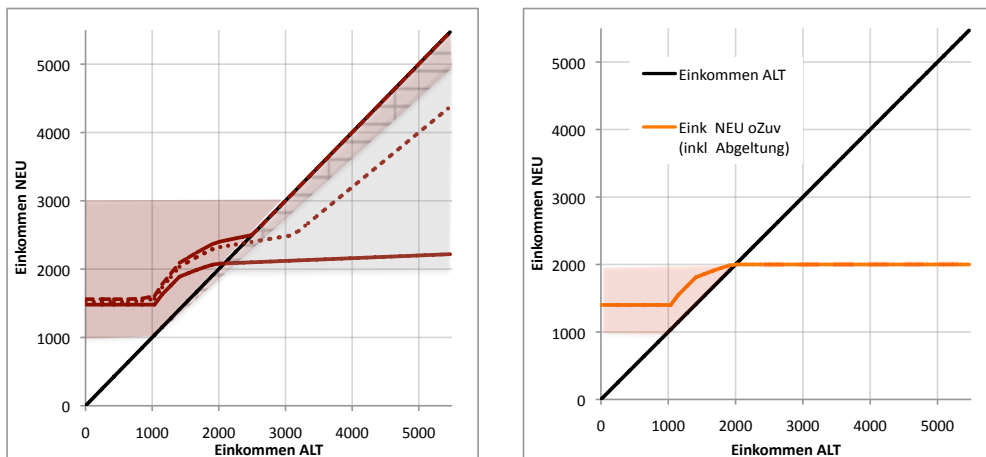 5000
4000
3000
2000
1000
0
Einkommen NEU
0 1000 2000 3000 4000 5000
Einkommen ALT
5000
4000
3000
2000
1000
0
Einkommen NEU
Einkommen ALT
Eink NEU oZuv
(inkl Abgeltung)
0 1000 2000 3000 4000 5000
Einkommen ALT